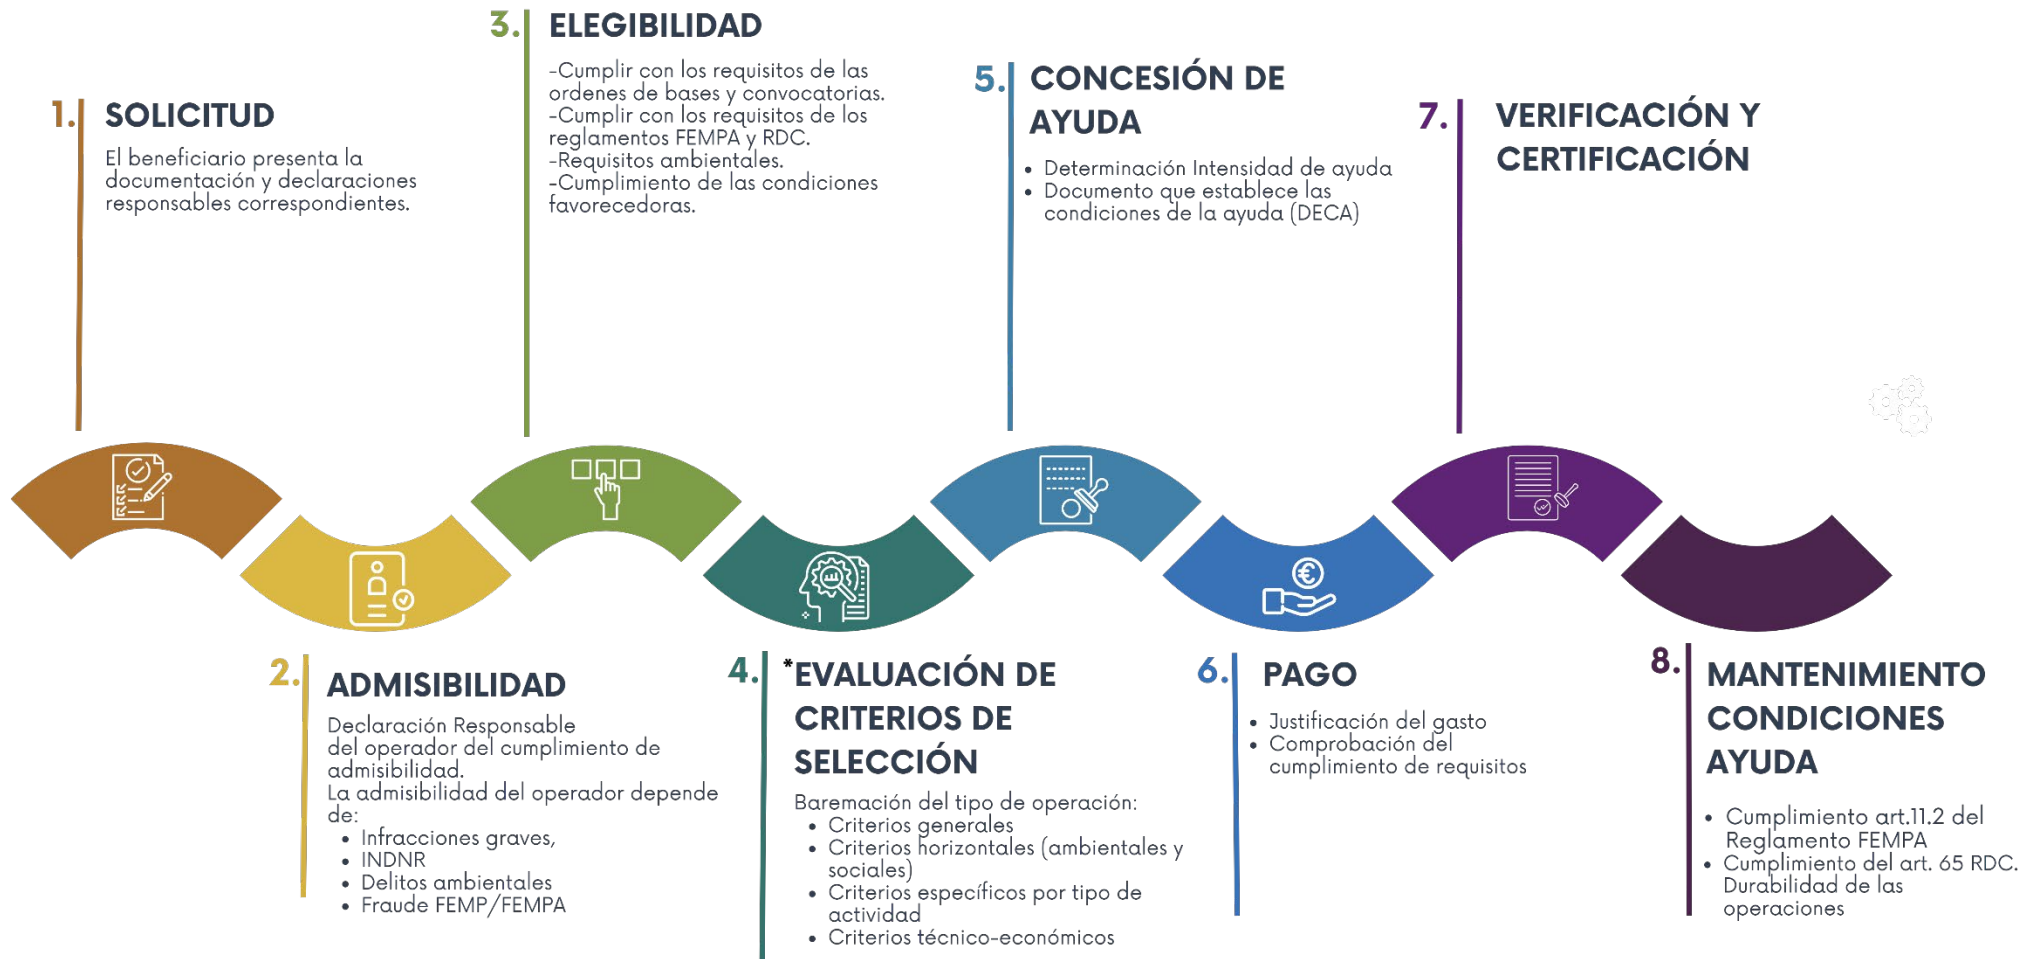 1. SOLICITUD
El beneficiario presenta la
documentación y declaraciones
responsables correspondientes.
2. ADMISIBILIDAD
Declaración Responsable
del operador del cumplimiento de
admisibilidad.
La admisibilidad del operador depende
de:
• Infracciones graves,
• INDNR
• Delitos ambientales
• Fraude FEMP/FEMPA
3. ELEGIBILIDAD
-Cumplir con los requisitos de las
ordenes de bases y convocatorias.
-Cumplir con los requisitos de los
reglamentos FEMPA y RDC.
-Requisitos ambientales.
-Cumplimiento de las condiciones
favorecedoras.
4. *EVALUACIÓN DE
CRITERIOS DE
SELECCIÓN
Baremación del tipo de operación:
• Criterios generales
• Criterios horizontales (ambientales y
sociales)
• Criterios específicos por tipo de
actividad
• Criterios técnico-económicos
5. CONCESIÓN DE
AYUDA
• Determinación Intensidad de ayuda
• Documento que establece las
condiciones de la ayuda (DECA)
6. PAGO
• Justificación del gasto
• Comprobación del
cumplimiento de requisitos
7. VERIFICACIÓN Y
CERTIFICACIÓN
8. MANTENIMIENTO
CONDICIONES
AYUDA
• Cumplimiento art.11.2 del
Reglamento FEMPA
• Cumplimiento del art. 65 RDC.
Durabilidad de las
operaciones